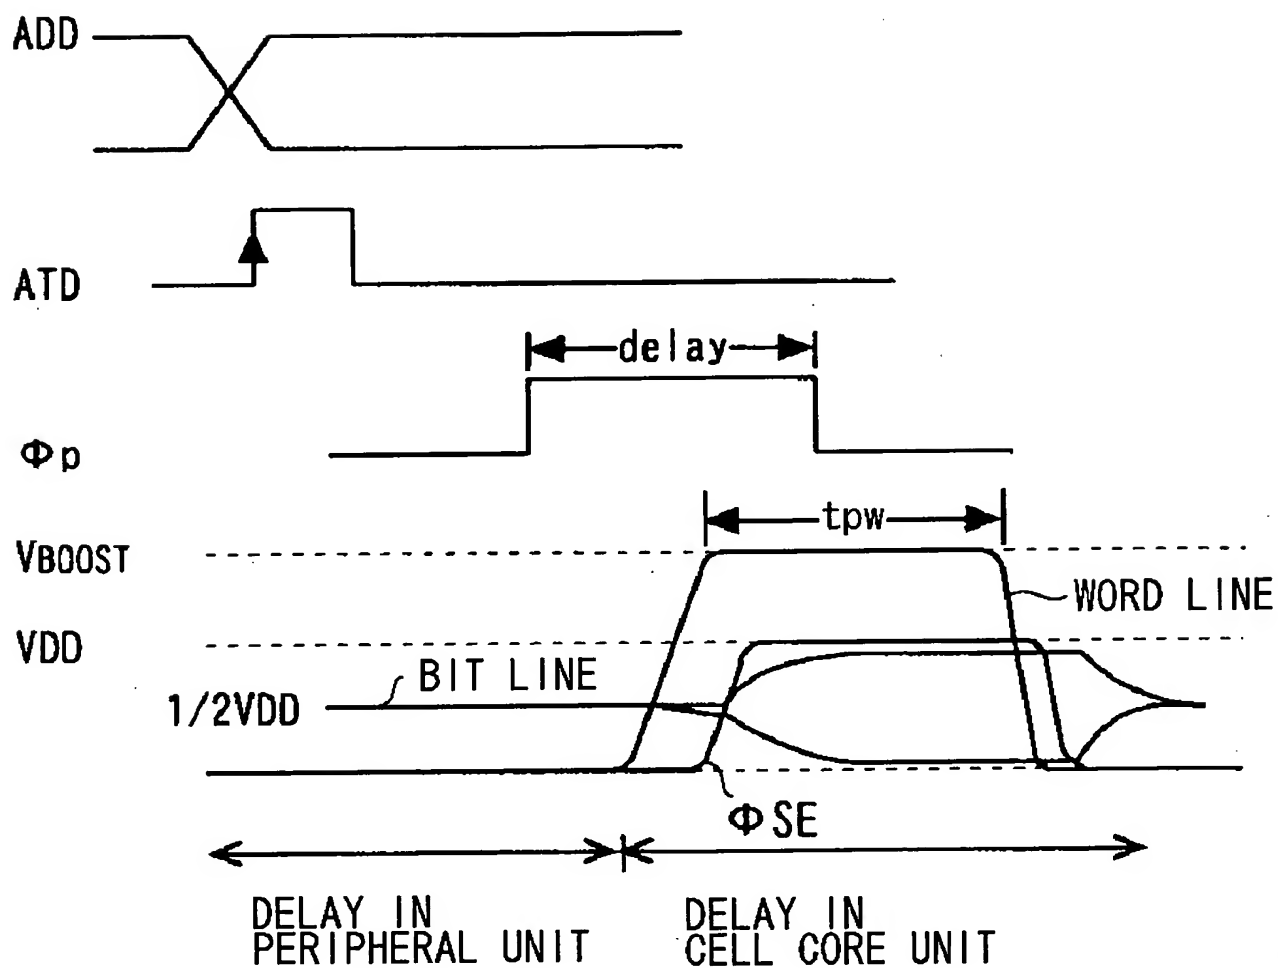 ADD
ATD
delay
Φp
tpw
VBOOST
WORD LINE
VDD
BIT LINE
1/2VDD
ΦSE
DELAY IN
PERIPHERAL UNIT
DELAY IN
CELL CORE UNIT